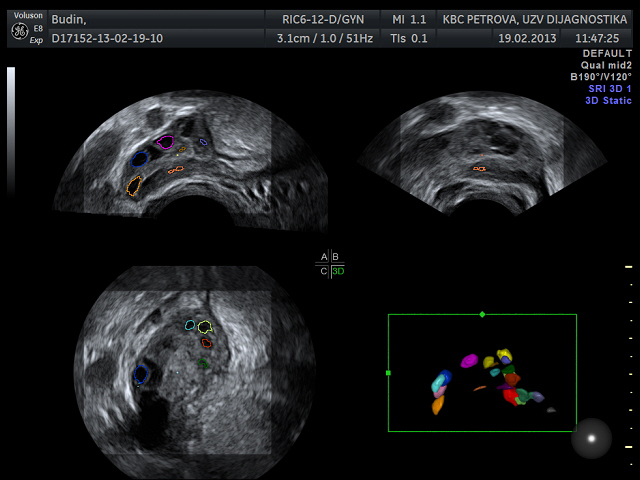 Voluson
E8
Exp
Budin, RIC6-12-D/GYN MI 1.1 KBC PETROVA, UZV DIJAGNOSTIKA
D17152-13-02-19-10 3.1cm / 1.0 / 51Hz TIs 0.1 19.02.2013 11:47:25
DEFAULT
Qual mid2
B190°/V120°
SRI 3D 1
3D Static
A B
C 3D